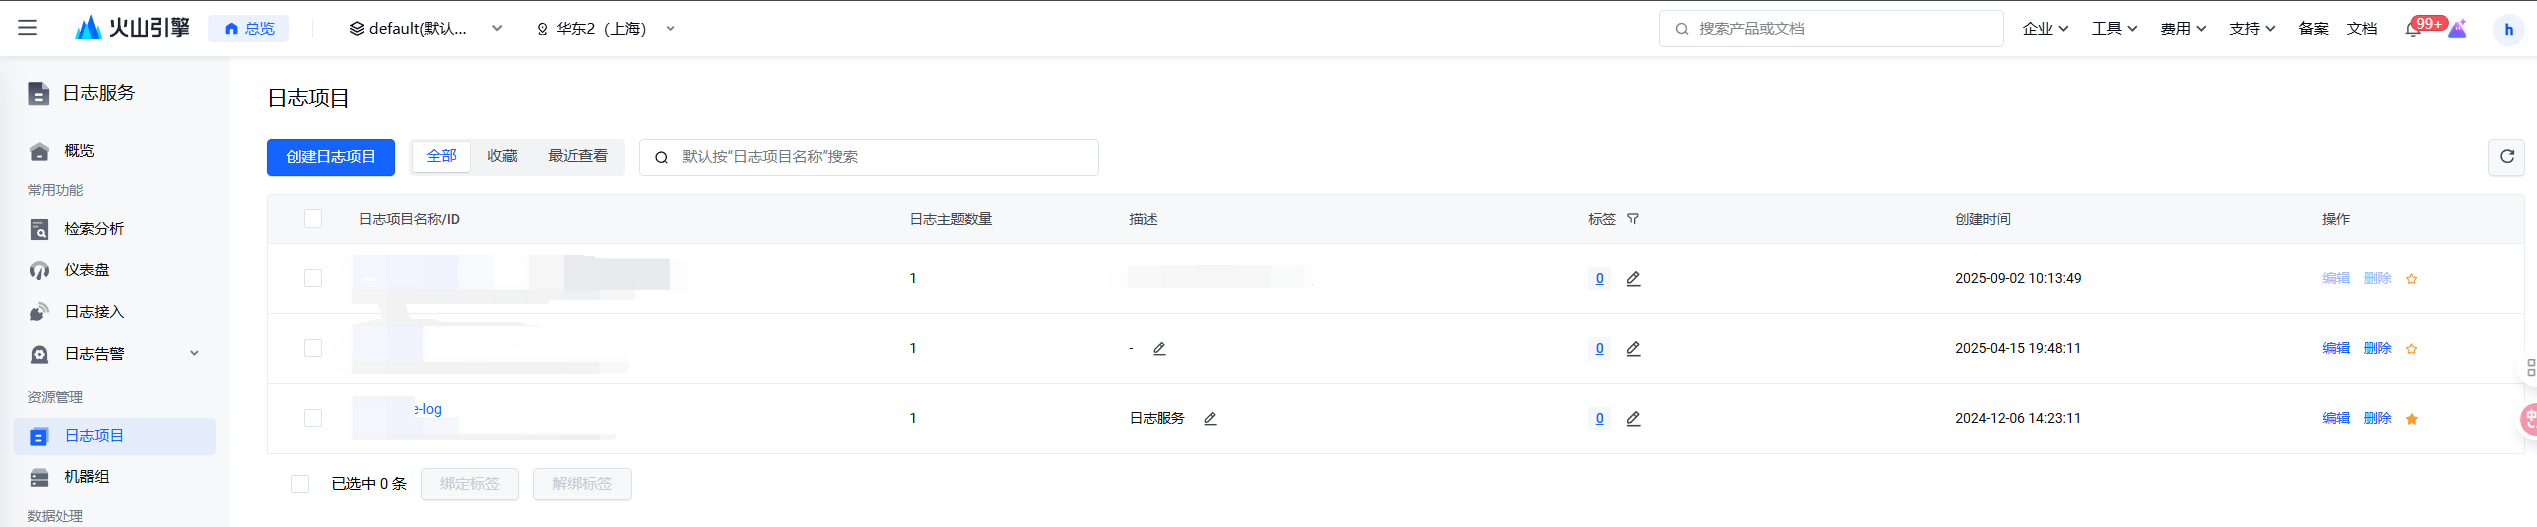 火山引擎 总览 default(默认... 华东2（上海） 搜索产品或文档 企业 工具 费用 支持 备案 文档 99+ h
日志服务
概览
常用功能
检索分析
仪表盘
日志接入
日志告警
资源管理
日志项目
机器组
数据处理
日志项目
创建日志项目 全部 收藏 最近查看 默认按“日志项目名称”搜索
日志项目名称/ID 日志主题数量 描述 标签 创建时间 操作
1 0 2025-09-02 10:13:49 编辑 删除
1 - 0 2025-04-15 19:48:11 编辑 删除
e-log 1 日志服务 0 2024-12-06 14:23:11 编辑 删除
已选中 0 条 绑定标签 解绑标签